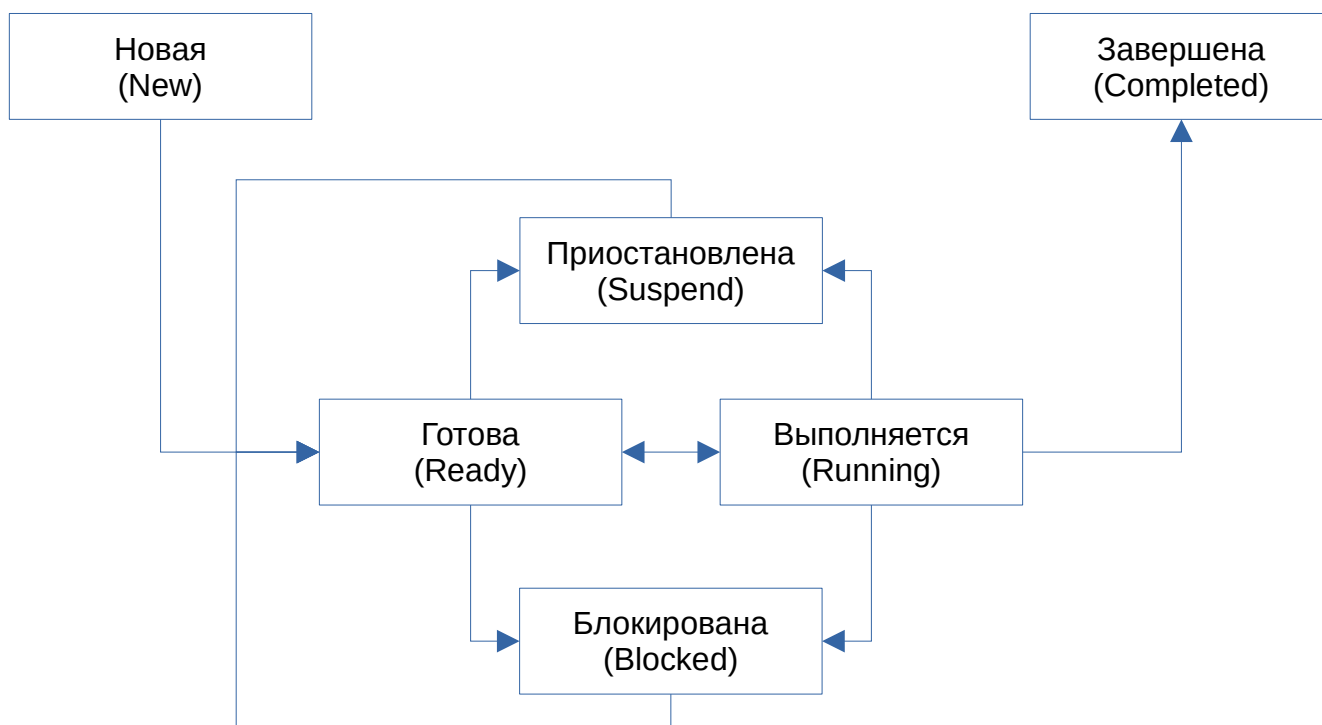 Новая
(New)
Завершена
(Completed)
Приостановлена
(Suspend)
Готова
(Ready)
Выполняется
(Running)
Блокирована
(Blocked)